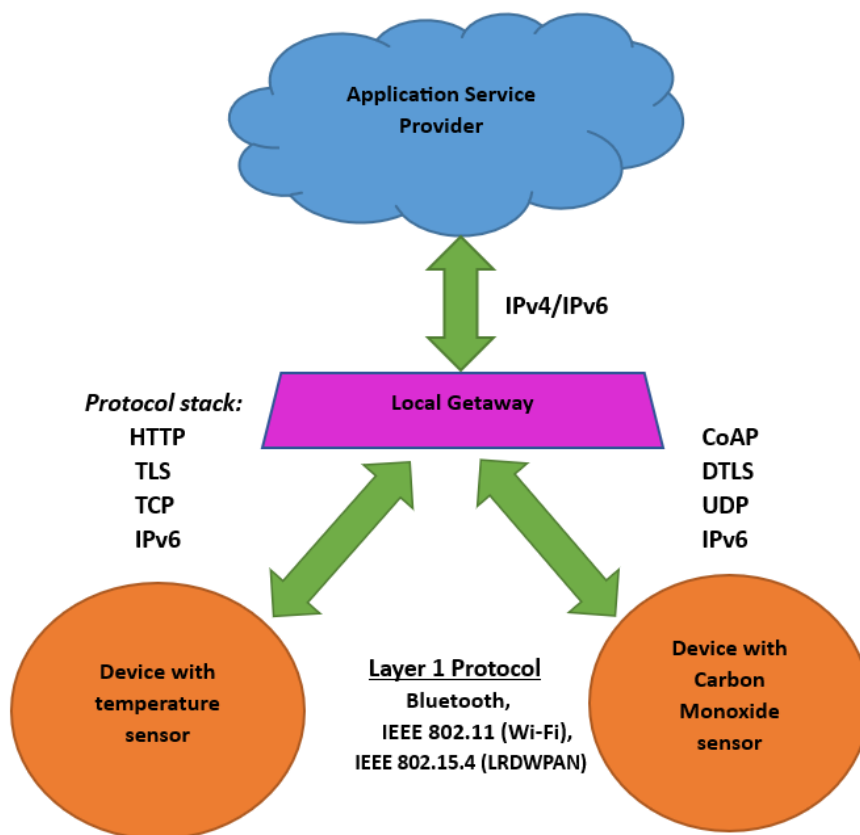 Application Service
Provider
IPv4/IPv6
Local Getaway
Protocol stack:
HTTP
TLS
TCP
IPv6
CoAP
DTLS
UDP
IPv6
Device with
temperature
sensor
Layer 1 Protocol
Bluetooth,
IEEE 802.11 (Wi-Fi),
IEEE 802.15.4 (LRDWPAN)
Device with
Carbon
Monoxide
sensor